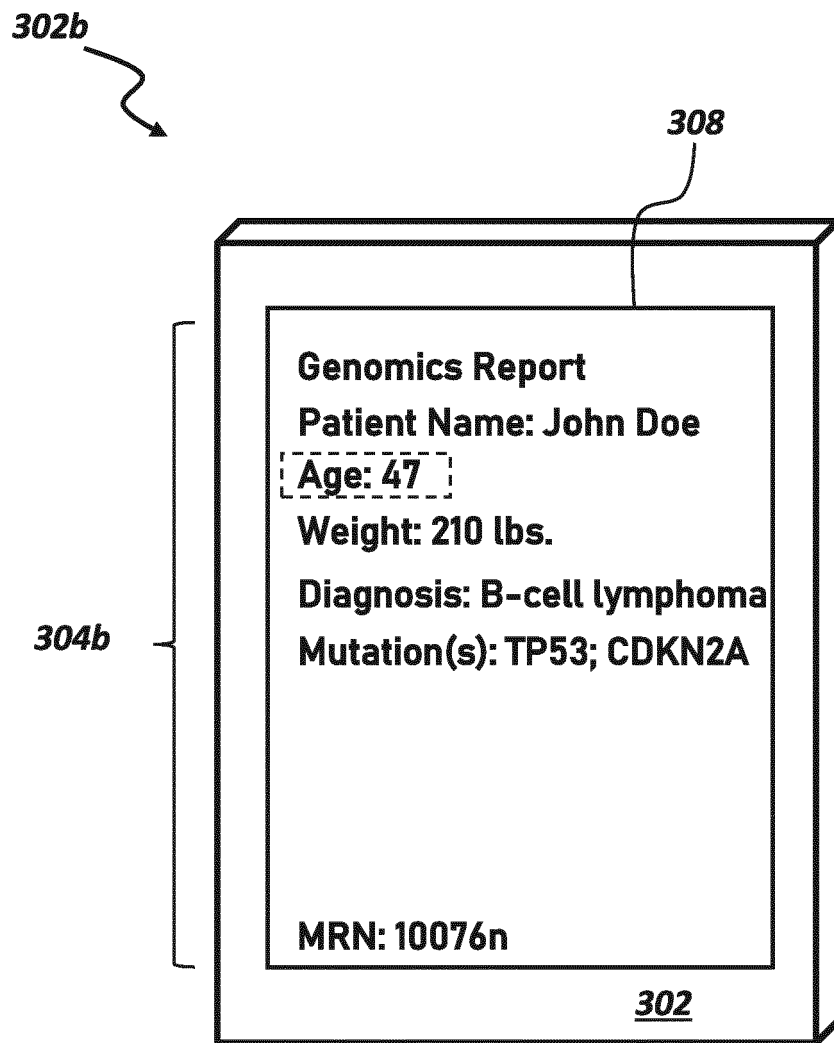 302b
308
Genomics Report
Patient Name: John Doe
Age: 47
Weight: 210 lbs.
Diagnosis: B-cell lymphoma
304b
Mutation(s): TP53; CDKN2A
MRN: 10076n
302